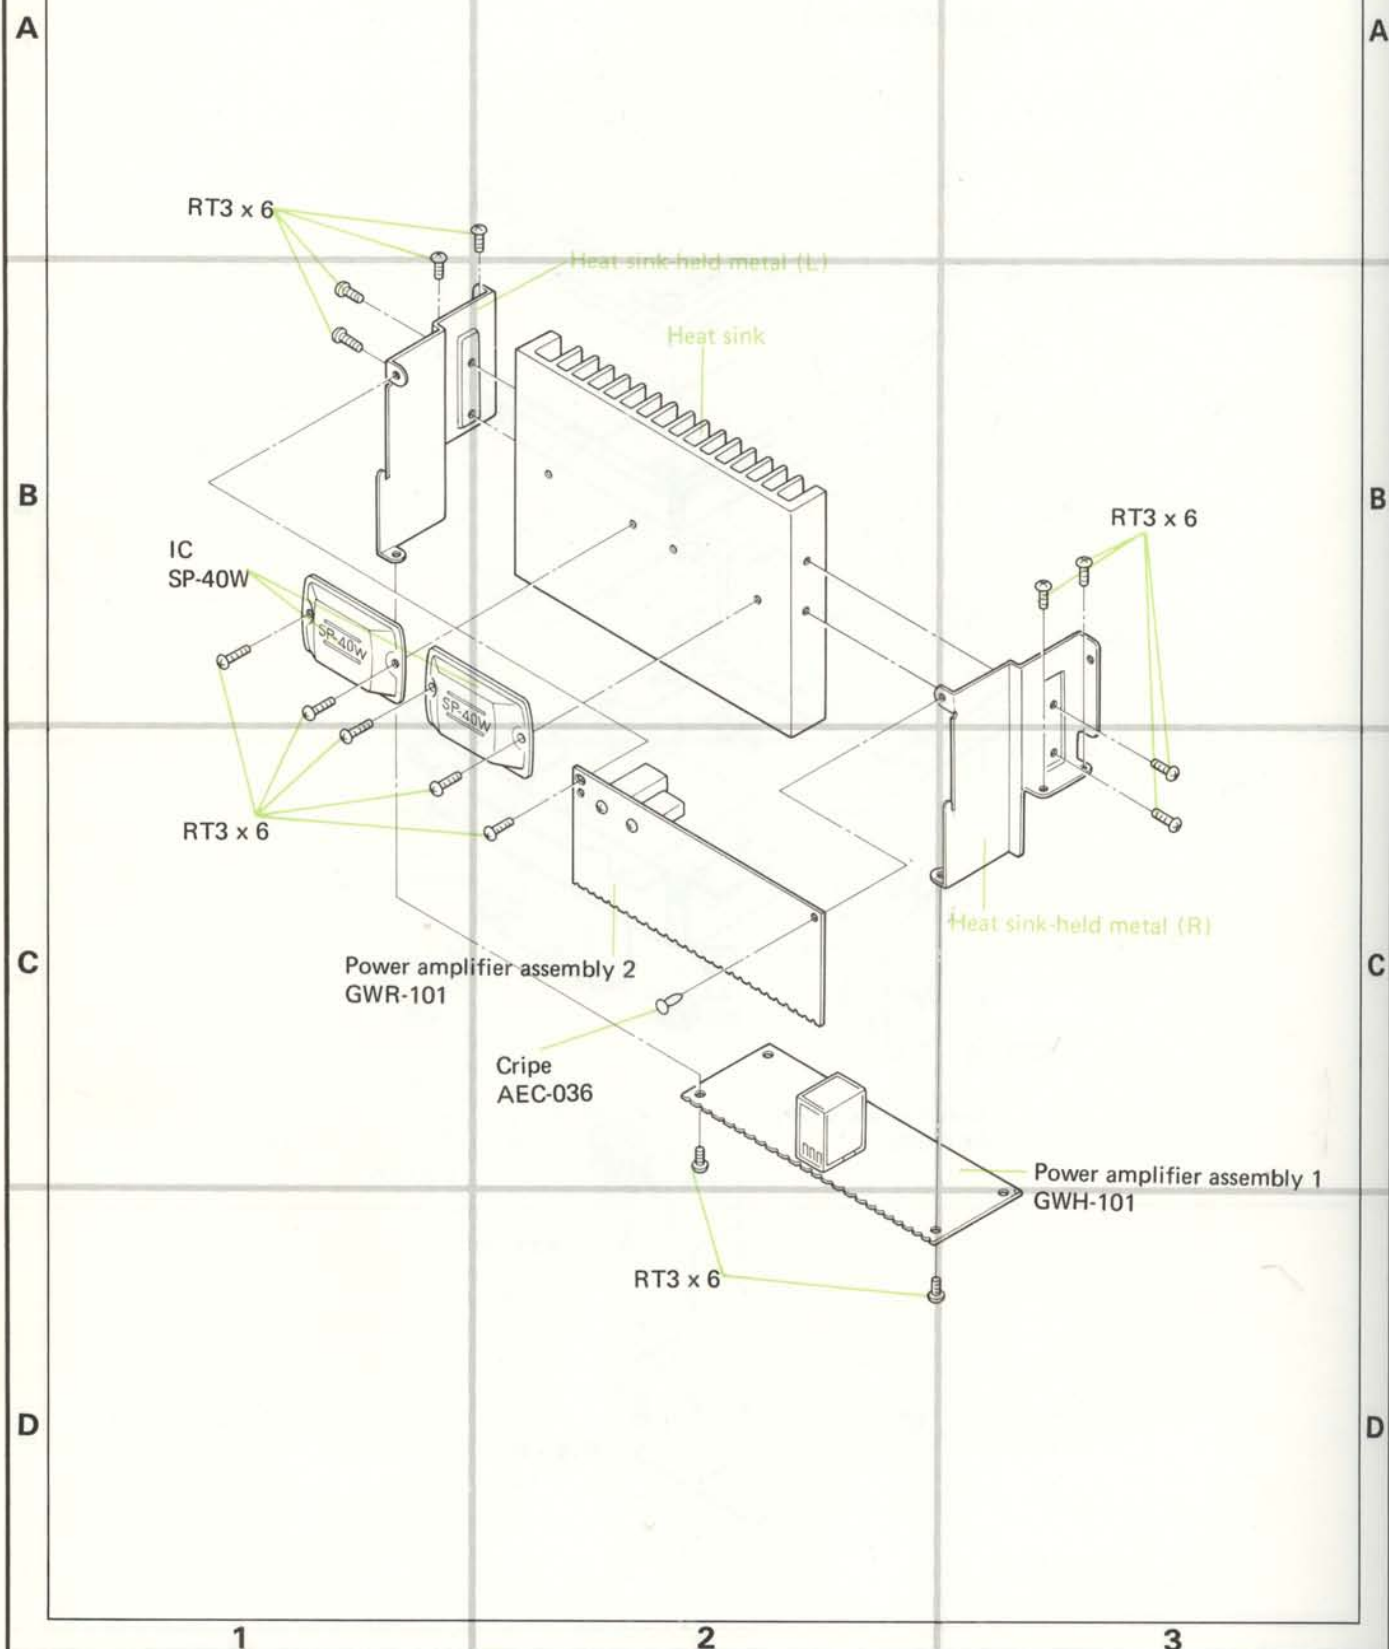 A
A
RT3 x 6
Heat sink-held metal (L)
Heat sink
B
B
RT3 x 6
IC
SP-40W
SP-40W
SP-40W
RT3 x 6
Heat sink-held metal (R)
C
C
Power amplifier assembly 2
GWR-101
Cripe
AEC-036
Power amplifier assembly 1
GWH-101
RT3 x 6
D
D
1
2
3